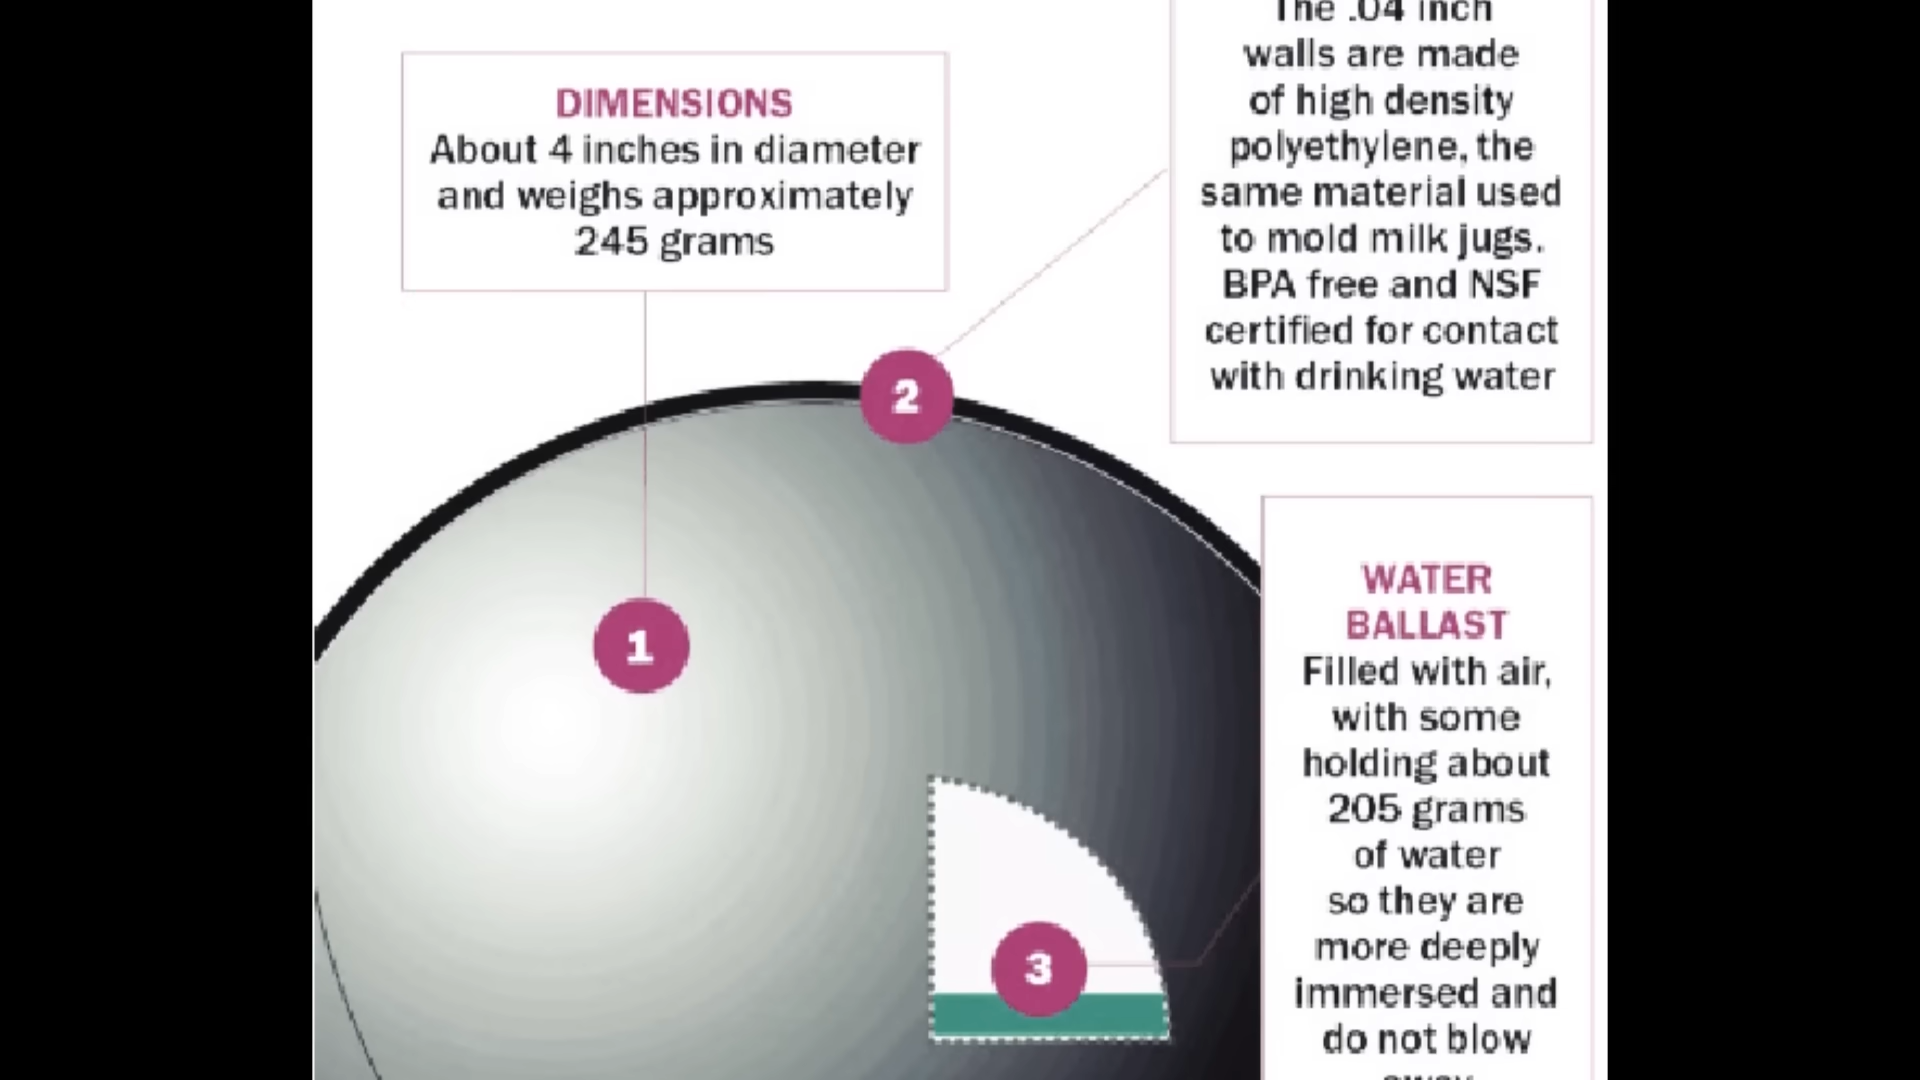 DIMENSIONS
About 4 inches in diameter
and weighs approximately
245 grams
The .04 inch
walls are made
of high density
polyethylene, the
same material used
to mold milk jugs.
BPA free and NSF
certified for contact
with drinking water
2
1
WATER
BALLAST
Filled with air,
with some
holding about
205 grams
of water
so they are
more deeply
immersed and
do not blow
away
3